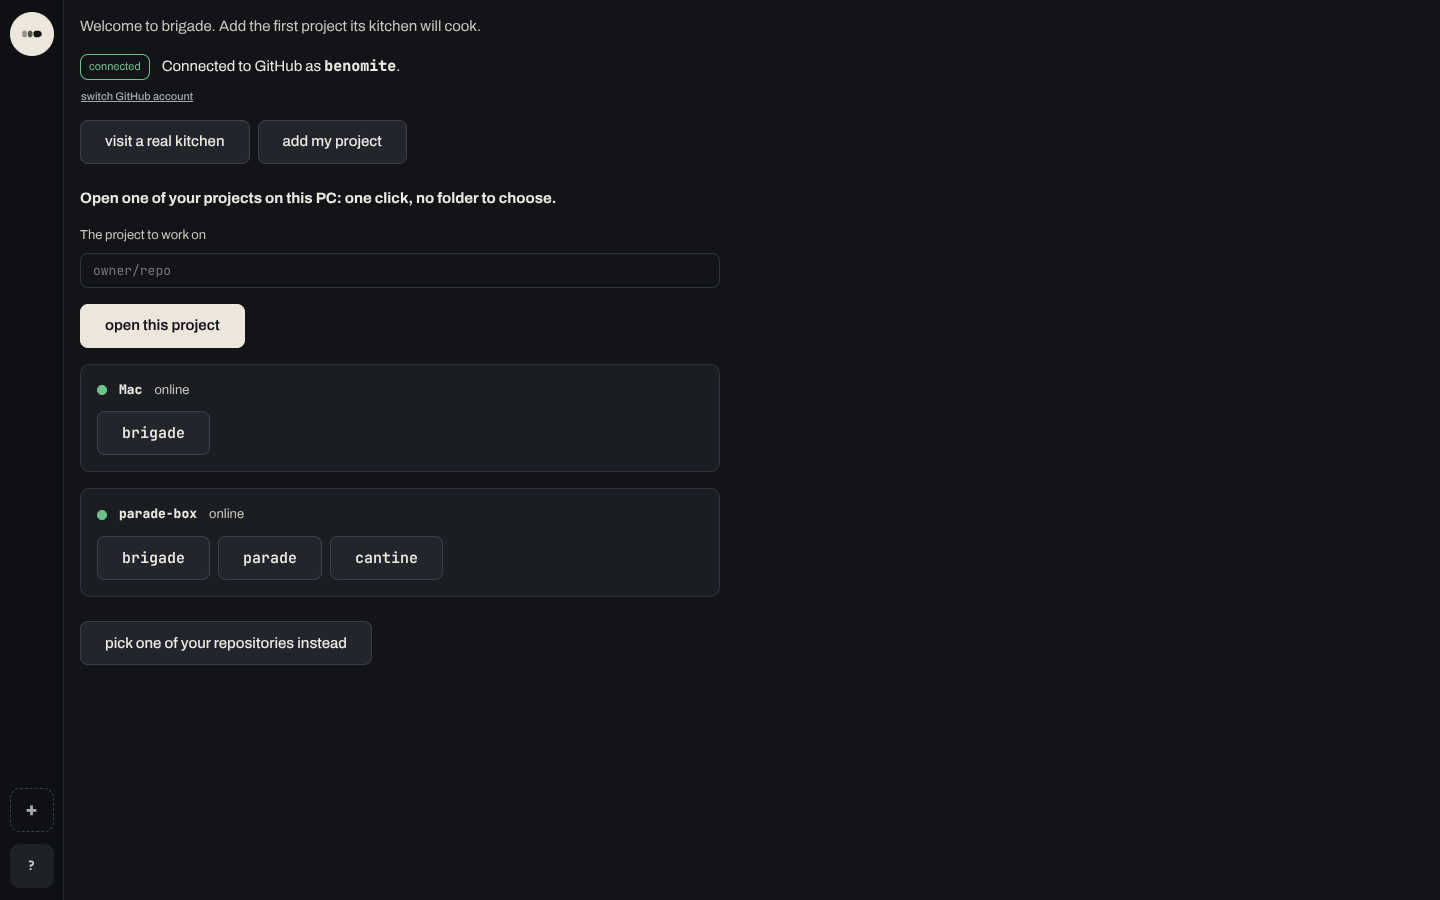 Welcome to brigade. Add the first project its kitchen will cook.
connected Connected to GitHub as benomite.
switch GitHub account
visit a real kitchen add my project
Open one of your projects on this PC: one click, no folder to choose.
The project to work on
owner/repo
open this project
Mac online
brigade
parade-box online
brigade parade cantine
pick one of your repositories instead
+
?